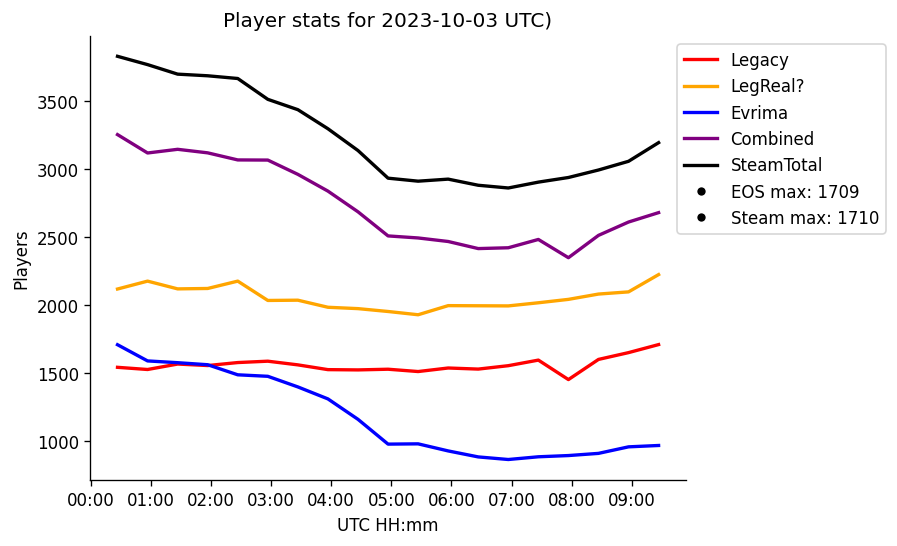 Player stats for 2023-10-03 UTC)
Legacy
LegReal?
Evrima
Combined
SteamTotal
EOS max: 1709
Steam max: 1710
Players
3500
3000
2500
2000
1500
1000
00:00 01:00 02:00 03:00 04:00 05:00 06:00 07:00 08:00 09:00
UTC HH:mm